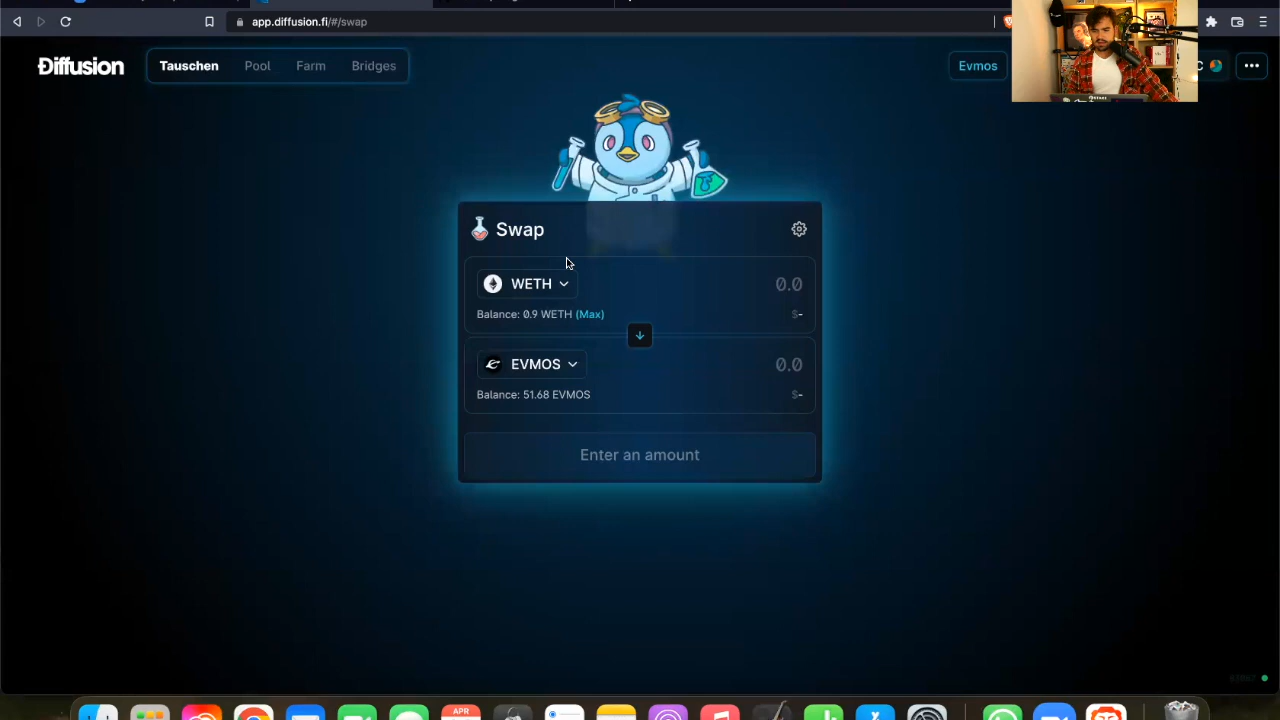 app.diffusion.fi/#/swap
Diffusion
Tauschen Pool Farm Bridges
Evmos
C
Swap
WETH
0.0
Balance: 0.9 WETH (Max)
$-
EVMOS
0.0
Balance: 51.68 EVMOS
$-
Enter an amount
APR